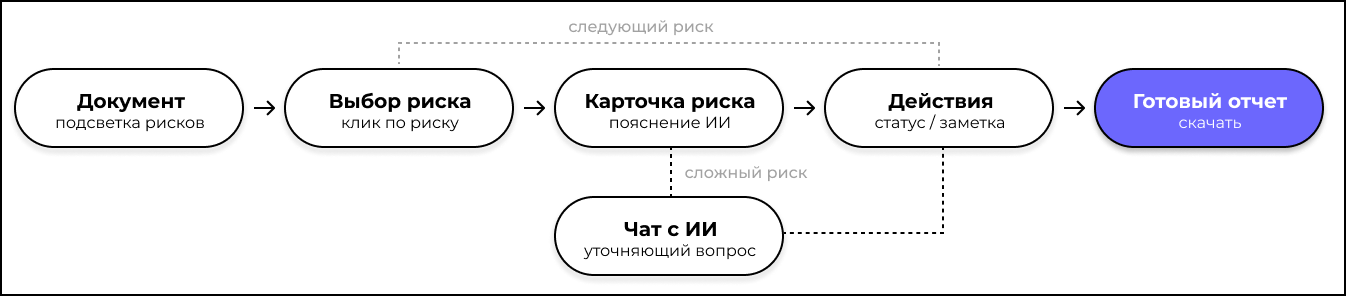 следующий риск
Документ
подсветка рисков
Выбор риска
клик по риску
Карточка риска
пояснение ИИ
Действия
статус / заметка
Готовый отчет
скачать
сложный риск
Чат с ИИ
уточняющий вопрос